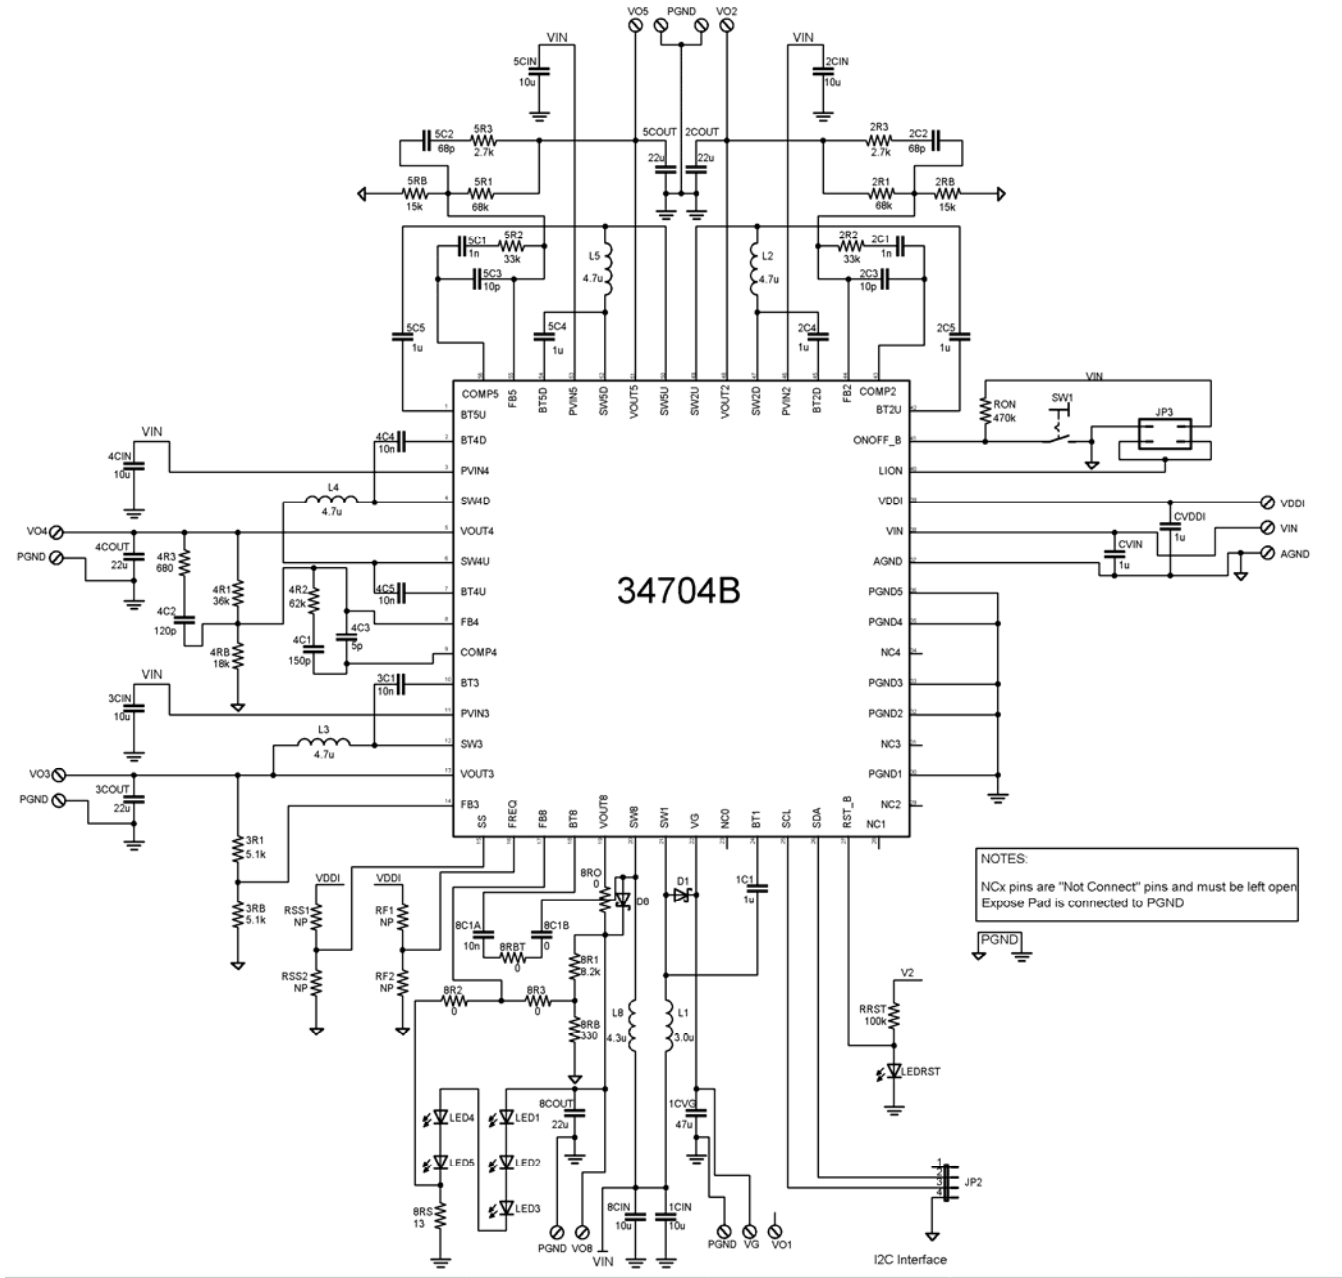 VO5 PGND VO2
VIN VIN
5CIN 10u
2CIN 10u
5C2 68p
5R3 2.7k
5COUT 22u
2COUT 22u
2R3 2.7k
2C2 68p
5RB 15k
5R1 68k
2R1 68k
2RB 15k
5C1 1n
5R2 33k
5C3 10p
L5 4.7u
L2 4.7u
2R2 33k
2C1 1n
2C3 10p
5C5 1u
5C4 1u
2C4 1u
2C5 1u
COMP5 FB5 BT5D PVIN5 SW5D VOUT5 SW5U SW2U VOUT2 SW2D PVIN2 BT2D FB2 COMP2
BT5U
BT4D
PVIN4
SW4D
VOUT4
SW4U
BT4U
FB4
COMP4
BT3
PVIN3
SW3
VOUT3
FB3
34704B
BT2U
ONOFF_B
LION
VDDI
VIN
AGND
PGND5
PGND4
NC4
PGND3
PGND2
NC3
PGND1
NC2
SS FREQ FB8 BT8 VOUT8 SW8 SW1 VG NC0 BT1 SCL SDA RST_B NC1
VIN
RON 470k
SW1
JP3
VDDI
VIN
AGND
CVDDI 1u
CVIN 1u
VIN
4CIN 10u
4C4 10n
L4 4.7u
VO4
PGND
4COUT 22u
4R3 680
4R1 36k
4C2 120p
4RB 18k
4R2 62k
4C5 10n
4C3 5p
4C1 150p
VIN
3CIN 10u
3C1 10n
L3 4.7u
VO3
PGND
3COUT 22u
3R1 5.1k
3RB 5.1k
VDDI VDDI
RSS1 NP
RF1 NP
RSS2 NP
RF2 NP
8RO 0
D8
D1
1C1 1u
8C1A 10n
8C1B 0
8RBT 0
8R1 8.2k
8R2 0
8R3 0
8RB 330
L8 4.3u
L1 3.0u
LED4
LED1
LED5
LED2
LED3
8COUT 22u
1CVG 47u
8RS 13
8CIN 10u
1CIN 10u
PGND VO8 VIN PGND VG VO1
NOTES:
NCx pins are "Not Connect" pins and must be left open
Expose Pad is connected to PGND
PGND
V2
RRST 100k
LEDRST
1
2
3
4
JP2
I2C Interface